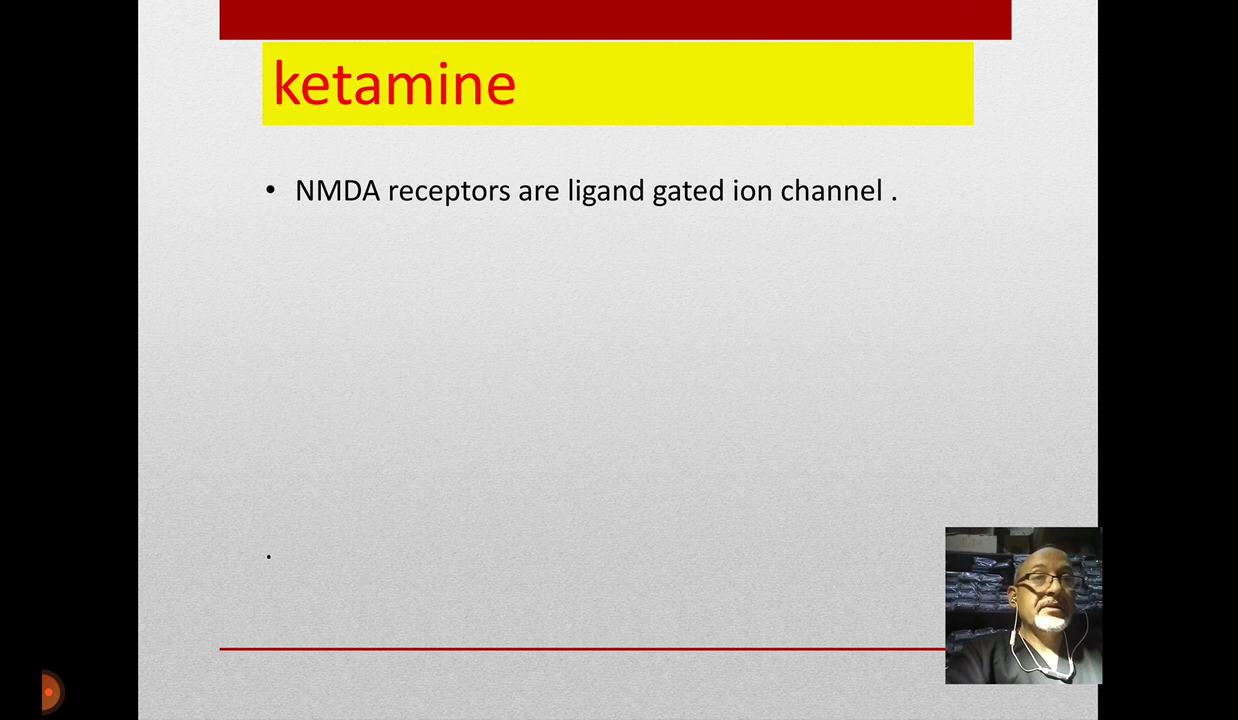 ketamine
• NMDA receptors are ligand gated ion channel .
.